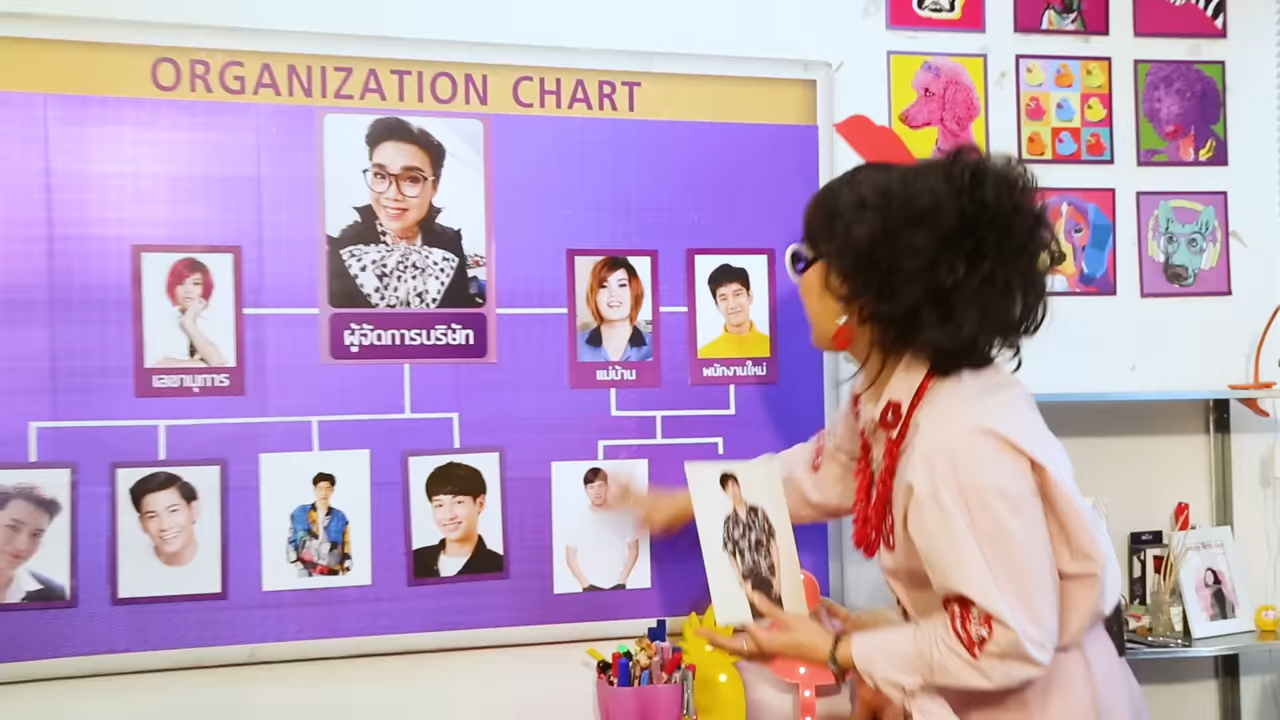 ORGANIZATION CHART
ผู้จัดการบริษัท
เลขานุการ
แม่บ้าน
พนักงานใหม่